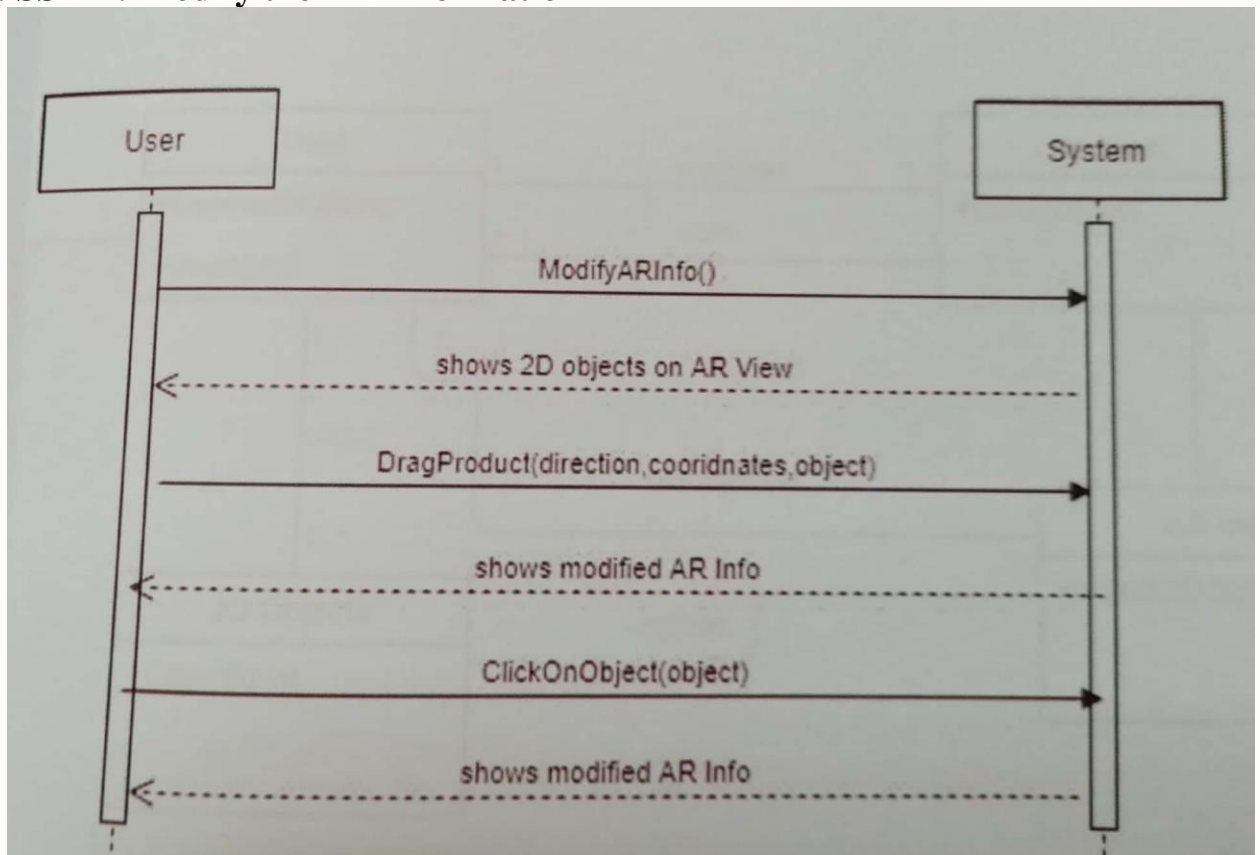 User
System
ModifyARInfo()
shows 2D objects on AR View
DragProduct(direction,cooridnates,object)
shows modified AR Info
ClickOnObject(object)
shows modified AR Info